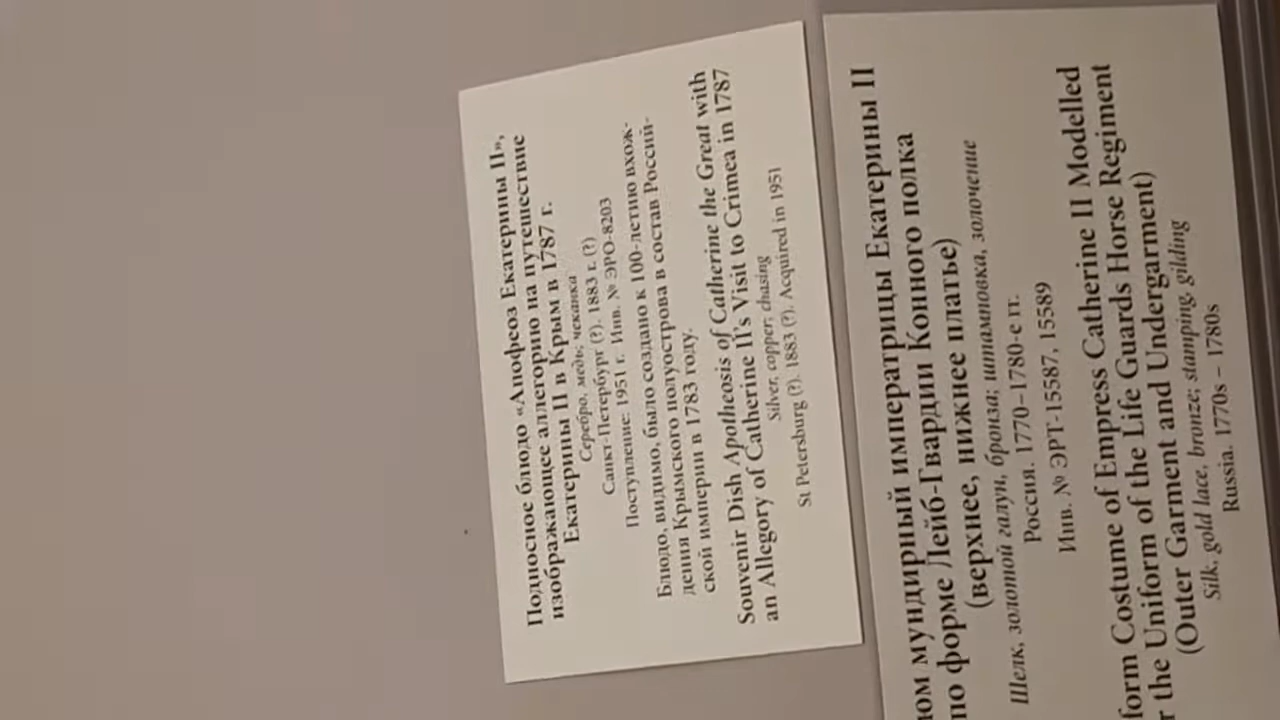 Подносное блюдо «Апофеоз Екатерины II»,
изображающее аллегорию на путешествие
Екатерины II в Крым в 1787 г.
Серебро, медь; чеканка
Санкт-Петербург (?). 1883 г. (?)
Поступление: 1951 г. Инв. № ЭРО-8203
Блюдо, видимо, было создано к 100-летию вхож-
дения Крымского полуострова в состав Россий-
ской империи в 1783 году.
Souvenir Dish Apotheosis of Catherine the Great with
an Allegory of Catherine II's Visit to Crimea in 1787
Silver, copper; chasing
St Petersburg (?). 1883 (?). Acquired in 1951
мундирный императрицы Екатерины II
по форме Лейб-Гвардии Конного полка
(верхнее, нижнее платье)
Шелк, золотой галун, бронза; штамповка, золочение
Россия. 1770–1780-е гг.
Инв. № ЭРТ-15587, 15589
form Costume of Empress Catherine II Modelled
the Uniform of the Life Guards Horse Regiment
(Outer Garment and Undergarment)
Silk, gold lace, bronze; stamping, gilding
Russia. 1770s – 1780s